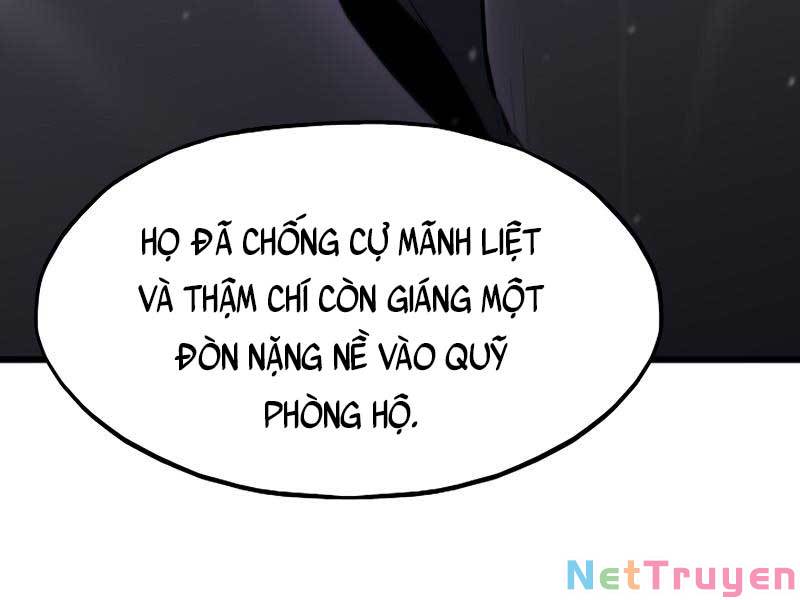 HỌ ĐÃ CHỐNG CỰ MÃNH LIỆT
VÀ THẬM CHÍ CÒN GIÁNG MỘT
ĐÒN NẶNG NỀ VÀO QUỸ
PHÒNG HỘ.
NetTruyen